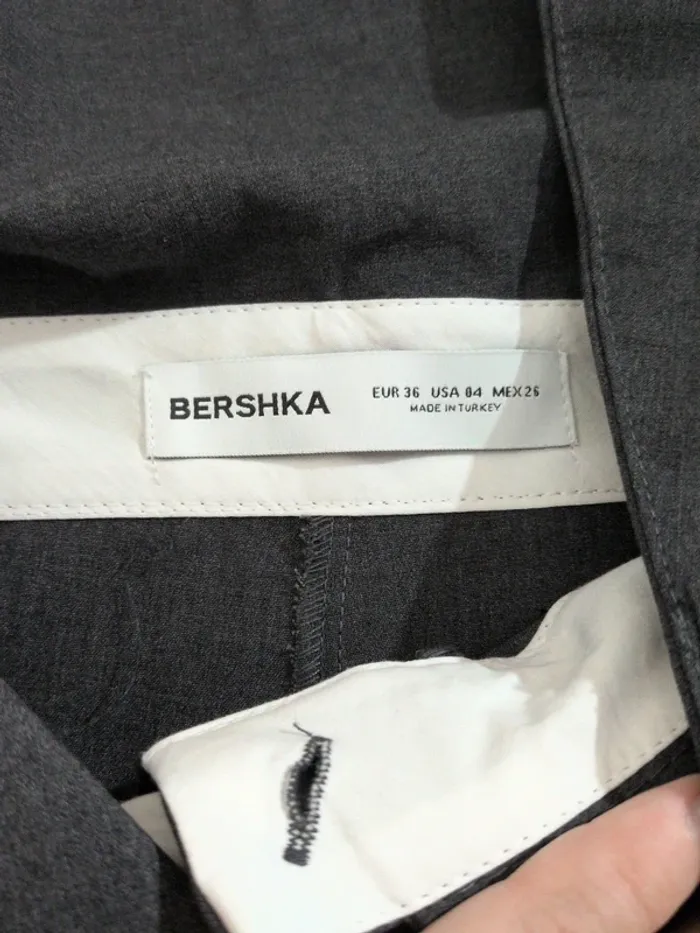 BERSHKA
EUR 36 USA 04 MEX 26
MADE IN TURKEY